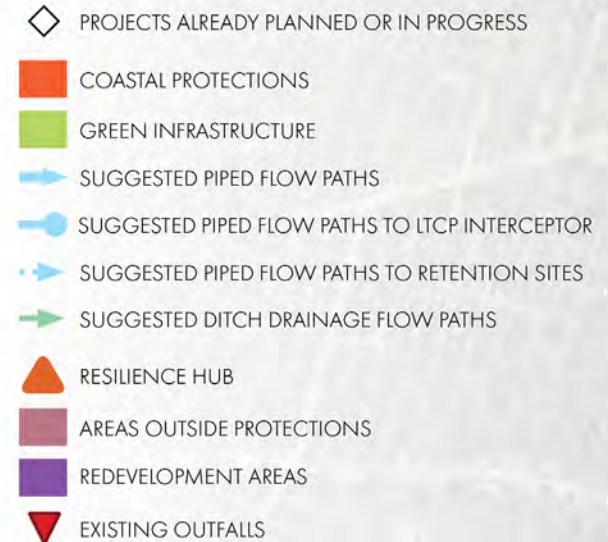 PROJECTS ALREADY PLANNED OR IN PROGRESS
COASTAL PROTECTIONS
GREEN INFRASTRUCTURE
SUGGESTED PIPED FLOW PATHS
SUGGESTED PIPED FLOW PATHS TO LTCP INTERCEPTOR
SUGGESTED PIPED FLOW PATHS TO RETENTION SITES
SUGGESTED DITCH DRAINAGE FLOW PATHS
RESILIENCE HUB
AREAS OUTSIDE PROTECTIONS
REDEVELOPMENT AREAS
EXISTING OUTFALLS